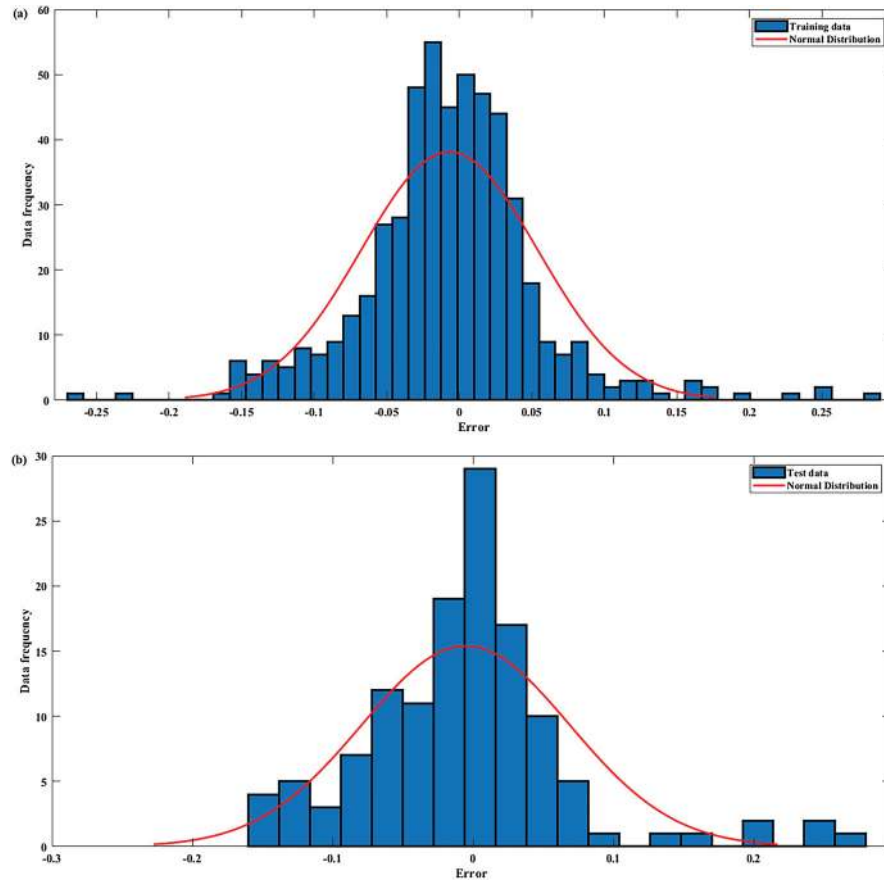 (a)
60
50
40
30
20
10
0
Data frequency
Training data
Normal Distribution
-0.25 -0.2 -0.15 -0.1 -0.05 0 0.05 0.1 0.15 0.2 0.25
Error
(b)
30
25
20
15
10
5
0
Data frequency
Test data
Normal Distribution
-0.3 -0.2 -0.1 0 0.1 0.2
Error